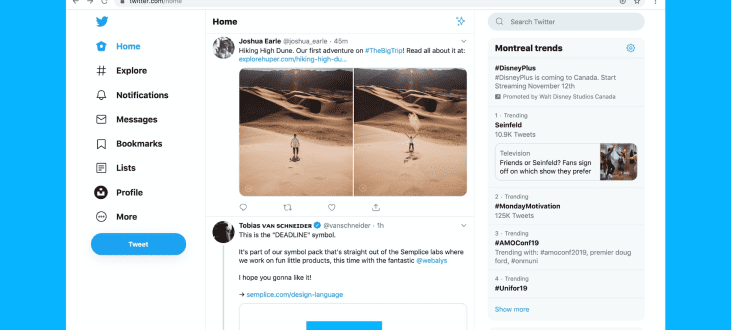 twitter.com/home
Home
Explore
Notifications
Messages
Bookmarks
Lists
Profile
More
Tweet
Home
Joshua Earle @joshua_earle · 45m
Hiking High Dune. Our first adventure on #TheBigTrip! Read all about it at:
explorehuper.com/hiking-high-du...
Tobias VAN SCHNEIDER @vanschneider · 1h
This is the "DEADLINE" symbol.
It's part of our symbol pack that's straight out of the Semplice labs where
we work on fun little products, this time with the fantastic @webalys
I hope you gonna like it!
→ semplice.com/design-language
Search Twitter
Montreal trends
#DisneyPlus
#DisneyPlus is coming to Canada. Start
Streaming November 12th
Promoted by Walt Disney Studios Canada
1 · Trending
Seinfeld
10.9K Tweets
Television
Friends or Seinfeld? Fans sign
off on which show they prefer
2 · Trending
#MondayMotivation
125K Tweets
3 · Trending
#AMOConf19
Trending with: #amoconf2019, premier doug
ford, #onmuni
4 · Trending
#Unifor19
Show more